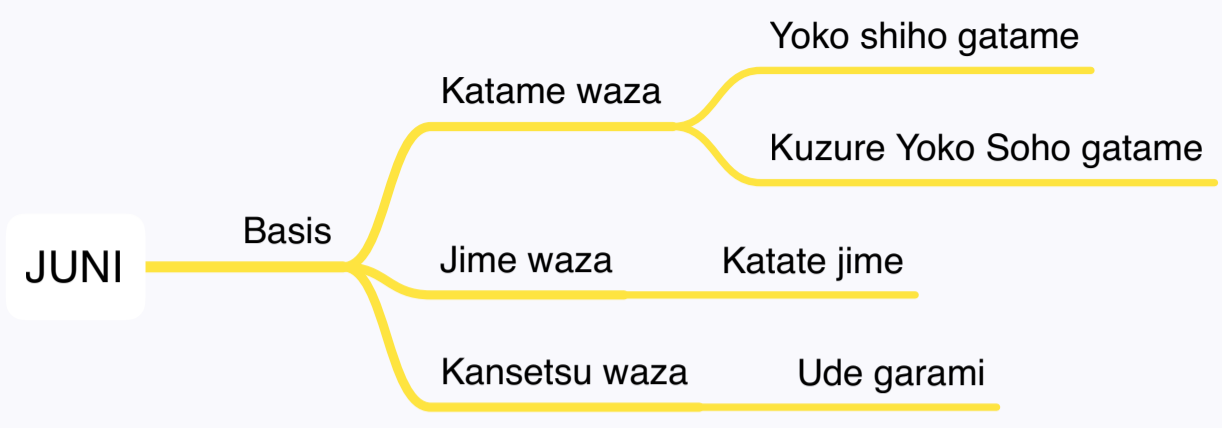 JUNI
Basis
Katame waza
Yoko shiho gatame
Kuzure Yoko Soho gatame
Jime waza
Katate jime
Kansetsu waza
Ude garami